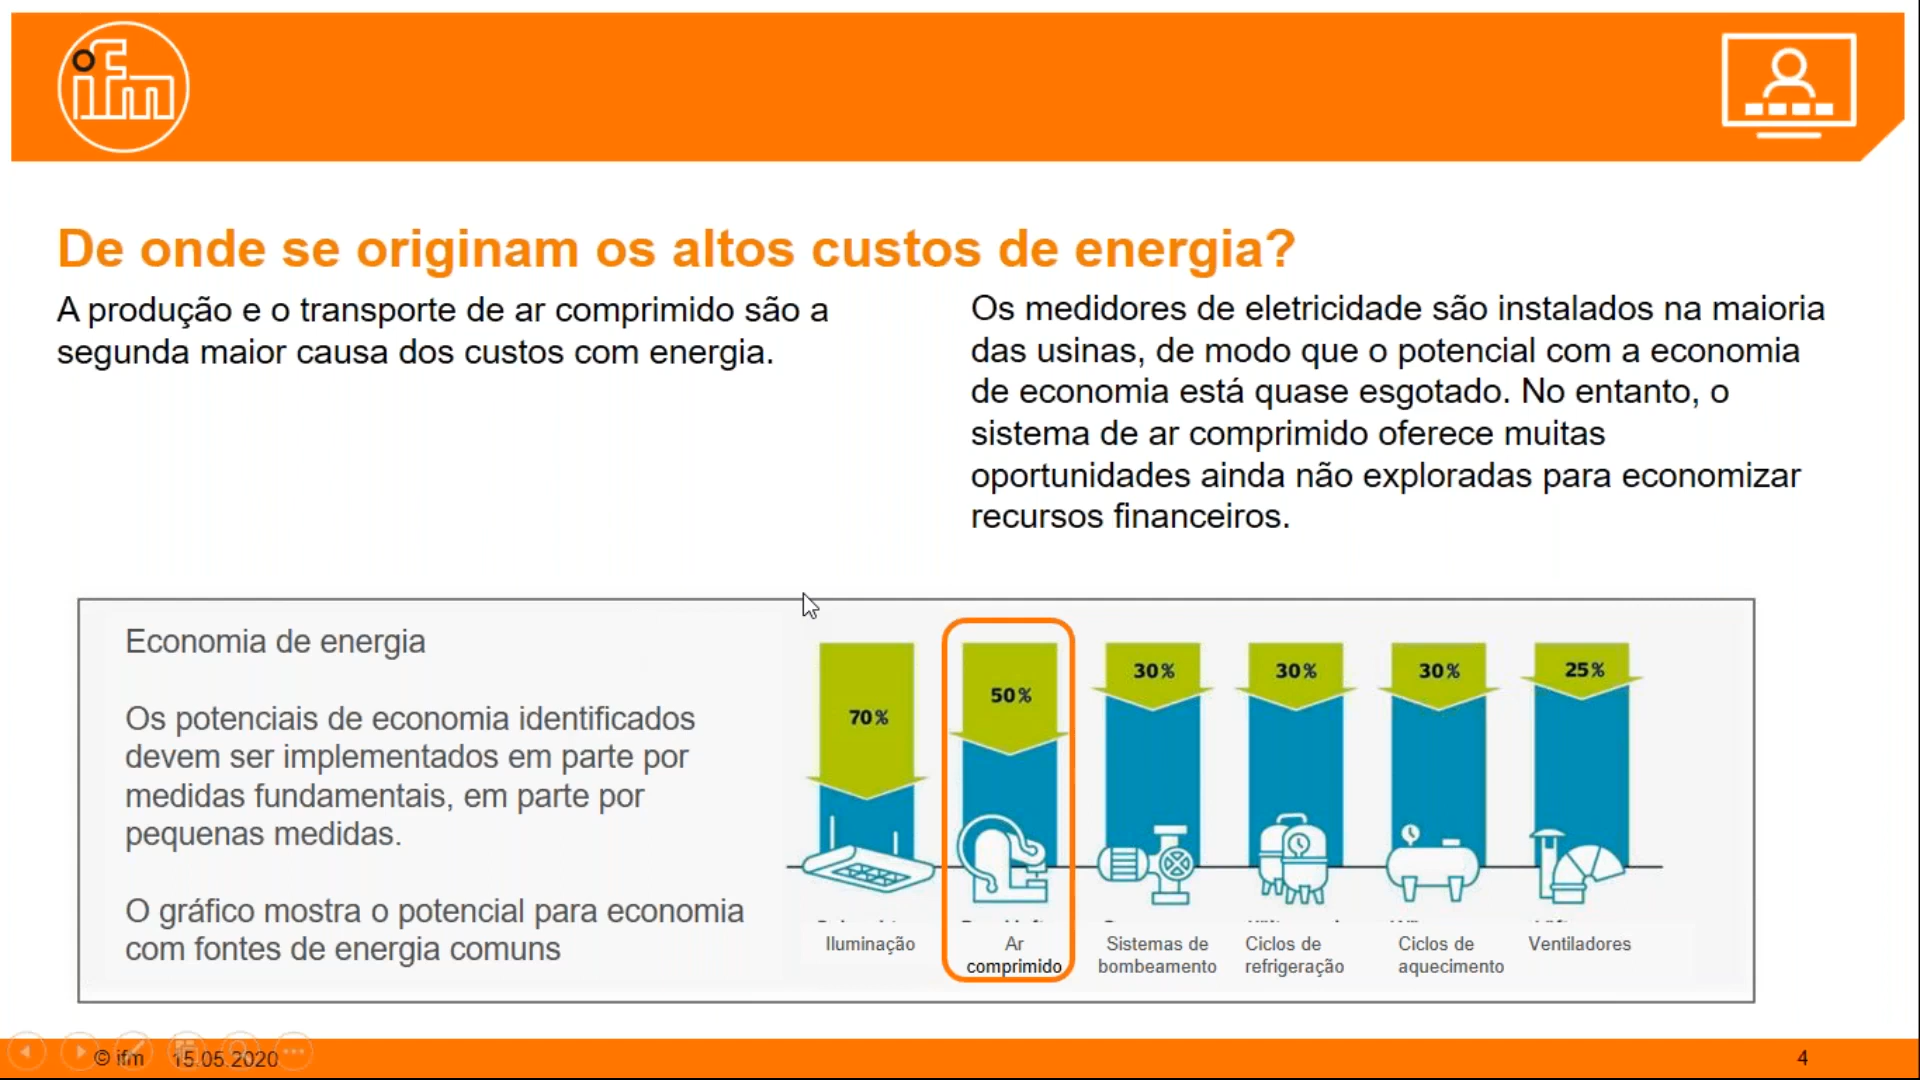 ifm
De onde se originam os altos custos de energia?
A produção e o transporte de ar comprimido são a
segunda maior causa dos custos com energia.
Os medidores de eletricidade são instalados na maioria
das usinas, de modo que o potencial com a economia
de economia está quase esgotado. No entanto, o
sistema de ar comprimido oferece muitas
oportunidades ainda não exploradas para economizar
recursos financeiros.
Economia de energia
Os potenciais de economia identificados
devem ser implementados em parte por
medidas fundamentais, em parte por
pequenas medidas.
O gráfico mostra o potencial para economia
com fontes de energia comuns
70%
50%
30%
30%
30%
25%
Iluminação
Ar
comprimido
Sistemas de
bombeamento
Ciclos de
refrigeração
Ciclos de
aquecimento
Ventiladores
© ifm 15.05.2020
4